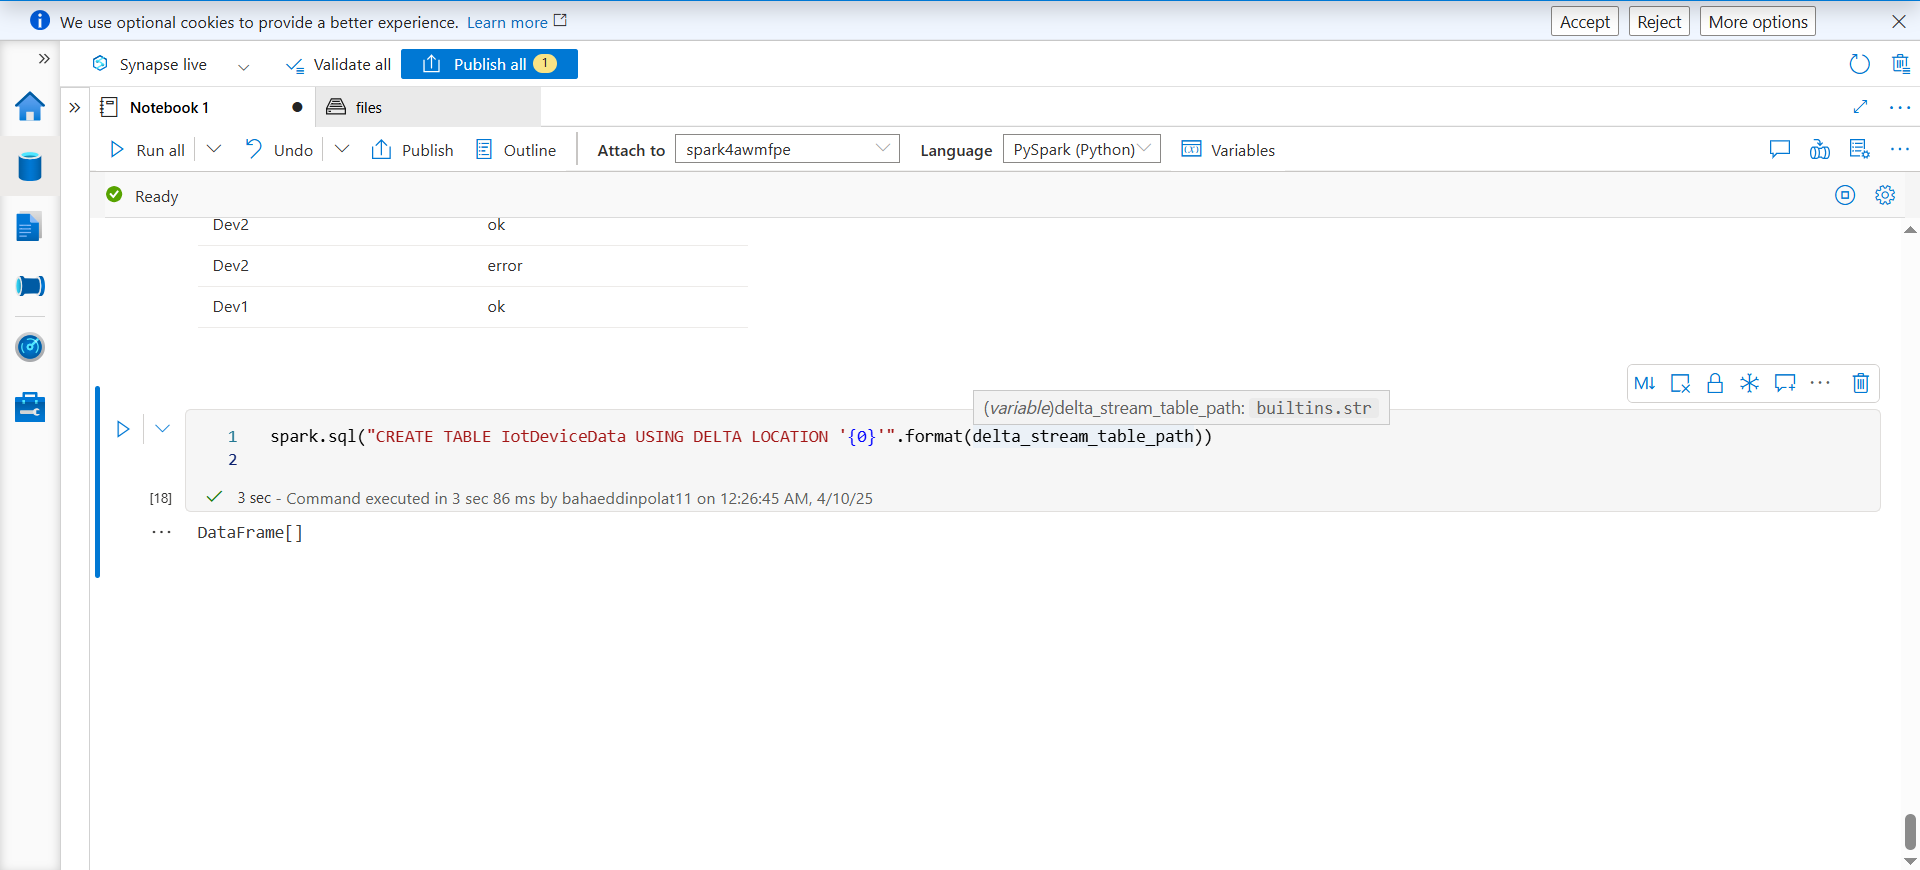 We use optional cookies to provide a better experience. Learn more
Accept
Reject
More options
Synapse live
Validate all
Publish all 1
Notebook 1
files
Run all
Undo
Publish
Outline
Attach to
spark4awmfpe
Language
PySpark (Python)
Variables
Ready
Dev2 ok
Dev2 error
Dev1 ok
M↓
(variable)delta_stream_table_path: builtins.str
1 spark.sql("CREATE TABLE IotDeviceData USING DELTA LOCATION '{0}'".format(delta_stream_table_path))
2
[18] 3 sec - Command executed in 3 sec 86 ms by bahaeddinpolat11 on 12:26:45 AM, 4/10/25
DataFrame[]